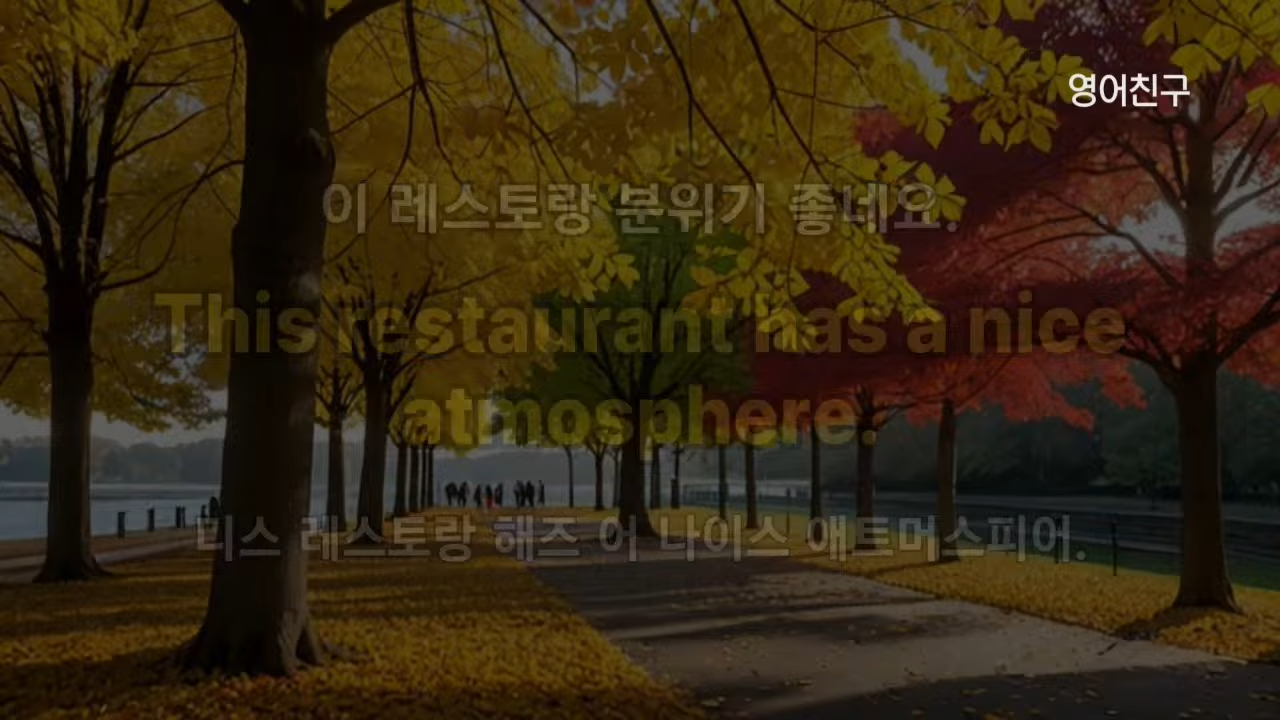 영어친구
이 레스토랑 분위기 좋네요.
This restaurant has a nice
atmosphere.
디스 레스토랑 해즈 어 나이스 애트머스피어.